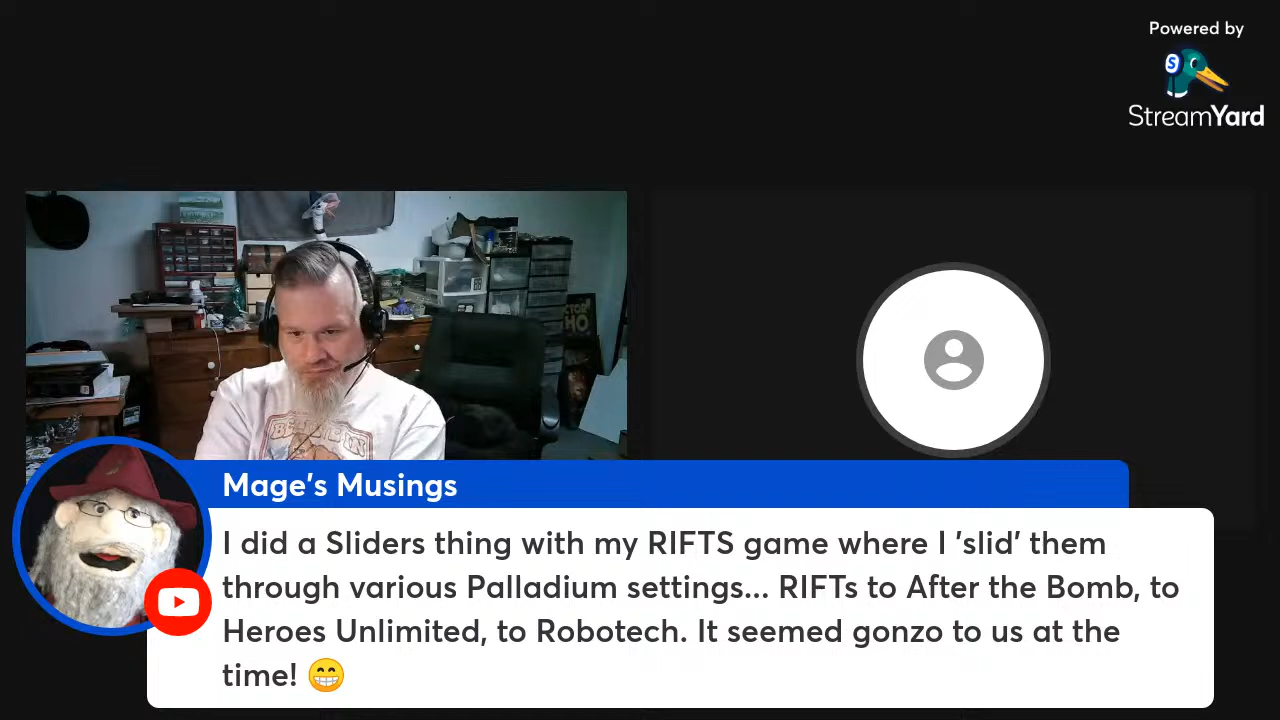 Powered by
S
StreamYard
HO
Mage's Musings
I did a Sliders thing with my RIFTS game where I 'slid' them
through various Palladium settings... RIFTs to After the Bomb, to
Heroes Unlimited, to Robotech. It seemed gonzo to us at the
time! 😁